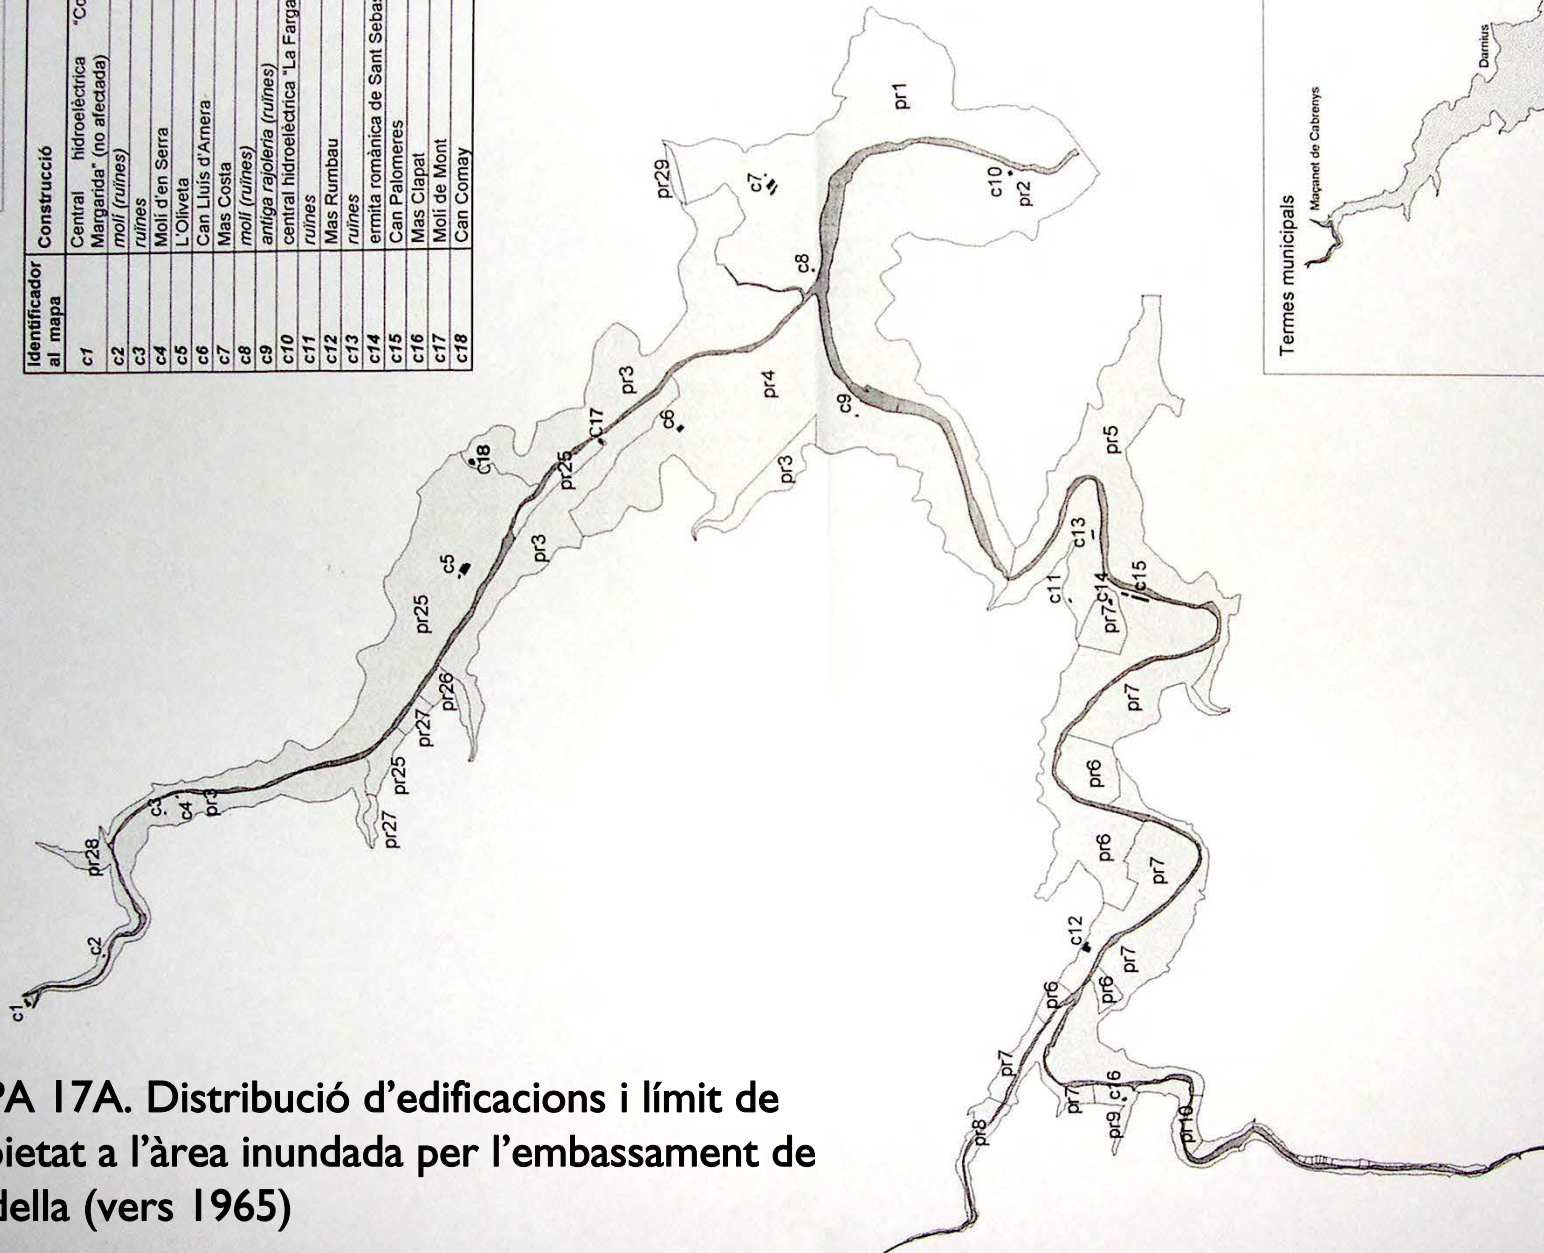 Identificador al mapa Construcció
c1 Central hidroelèctrica "Co
Margarida" (no afectada)
c2 molí (ruïnes)
c3 ruïnes
c4 Molí d'en Serra
c5 L'Oliveta
c6 Can Lluís d'Arnera
c7 Mas Costa
c8 molí (ruïnes)
c9 antiga rajoleria (ruïnes)
c10 central hidroelèctrica "La Farga
c11 ruïnes
c12 Mas Rumbau
c13 ruïnes
c14 ermita romànica de Sant Sebas
c15 Can Palomeres
c16 Mas Clapat
c17 Molí de Mont
c18 Can Comay
c1
c2
pr28
c3
c4
pr3
pr27
pr25
pr27
pr26
pr25
c5
pr3
c18
pr25
C17
pr3
c6
pr4
pr3
pr29
c7
c8
pr1
c10
pr2
c9
pr5
c13
c11
c14
c15
pr7
pr7
pr6
pr6
pr7
c12
pr7
pr6
pr6
pr7
pr8
pr7
c16
pr9
pr10
Termes municipals
Maçanet de Cabrenys
Darnius
PA 17A. Distribució d'edificacions i límit de
pietat a l'àrea inundada per l'embassament de
della (vers 1965)